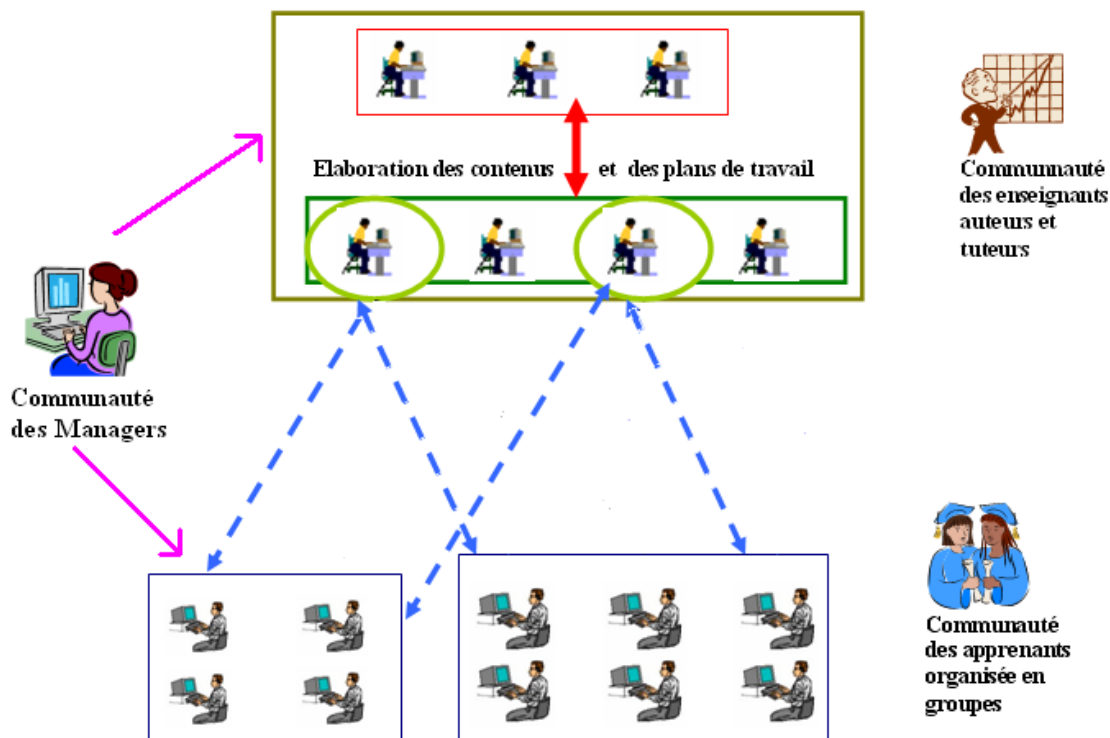 Elaboration des contenus et des plans de travail
Communnauté
des enseignants
auteurs et
tuteurs
Communauté
des Managers
Communauté
des apprenants
organisée en
groupes